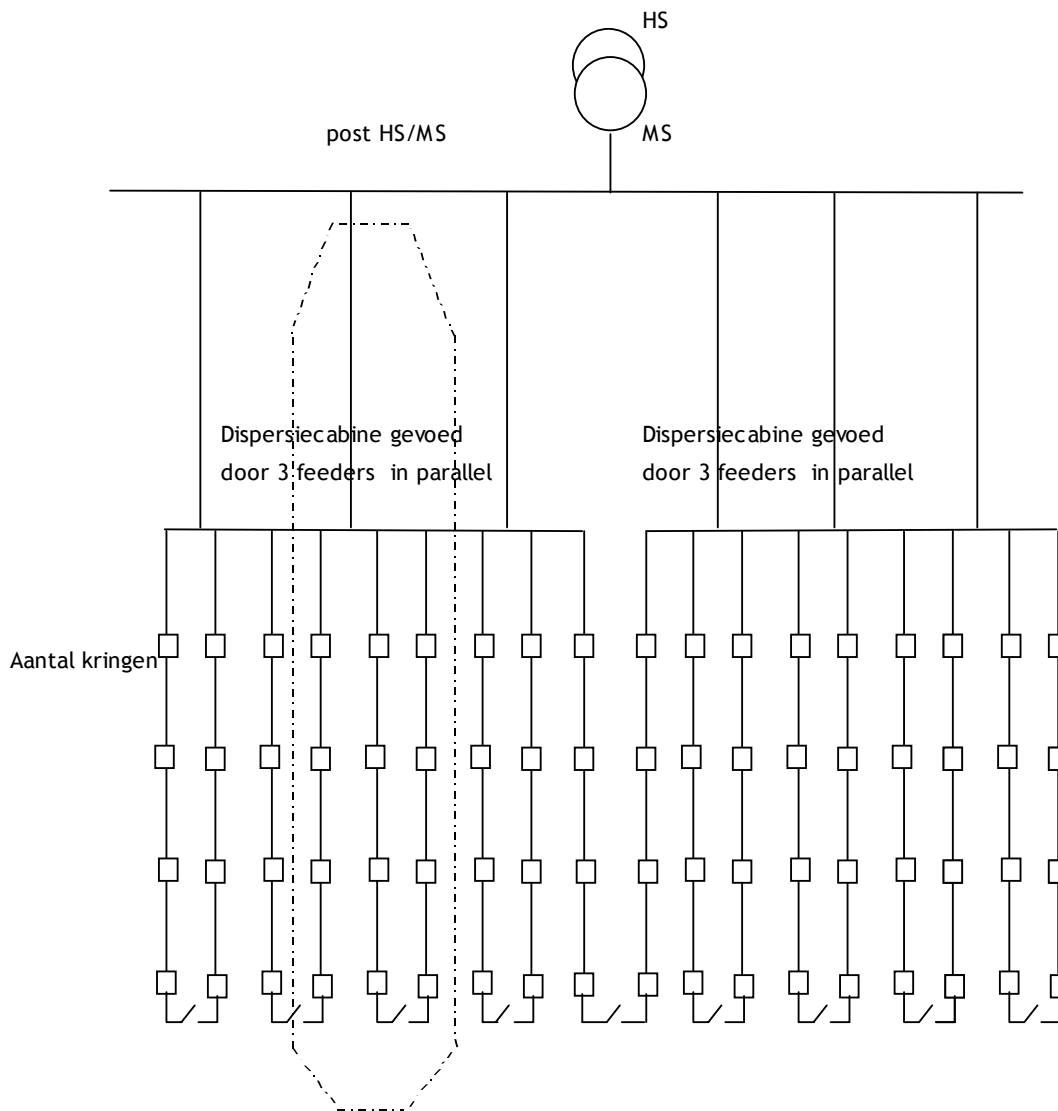 HS
post HS/MS
MS
Dispersiecabine gevoed
door 3 feeders in parallel
Dispersiecabine gevoed
door 3 feeders in parallel
Aantal kringen